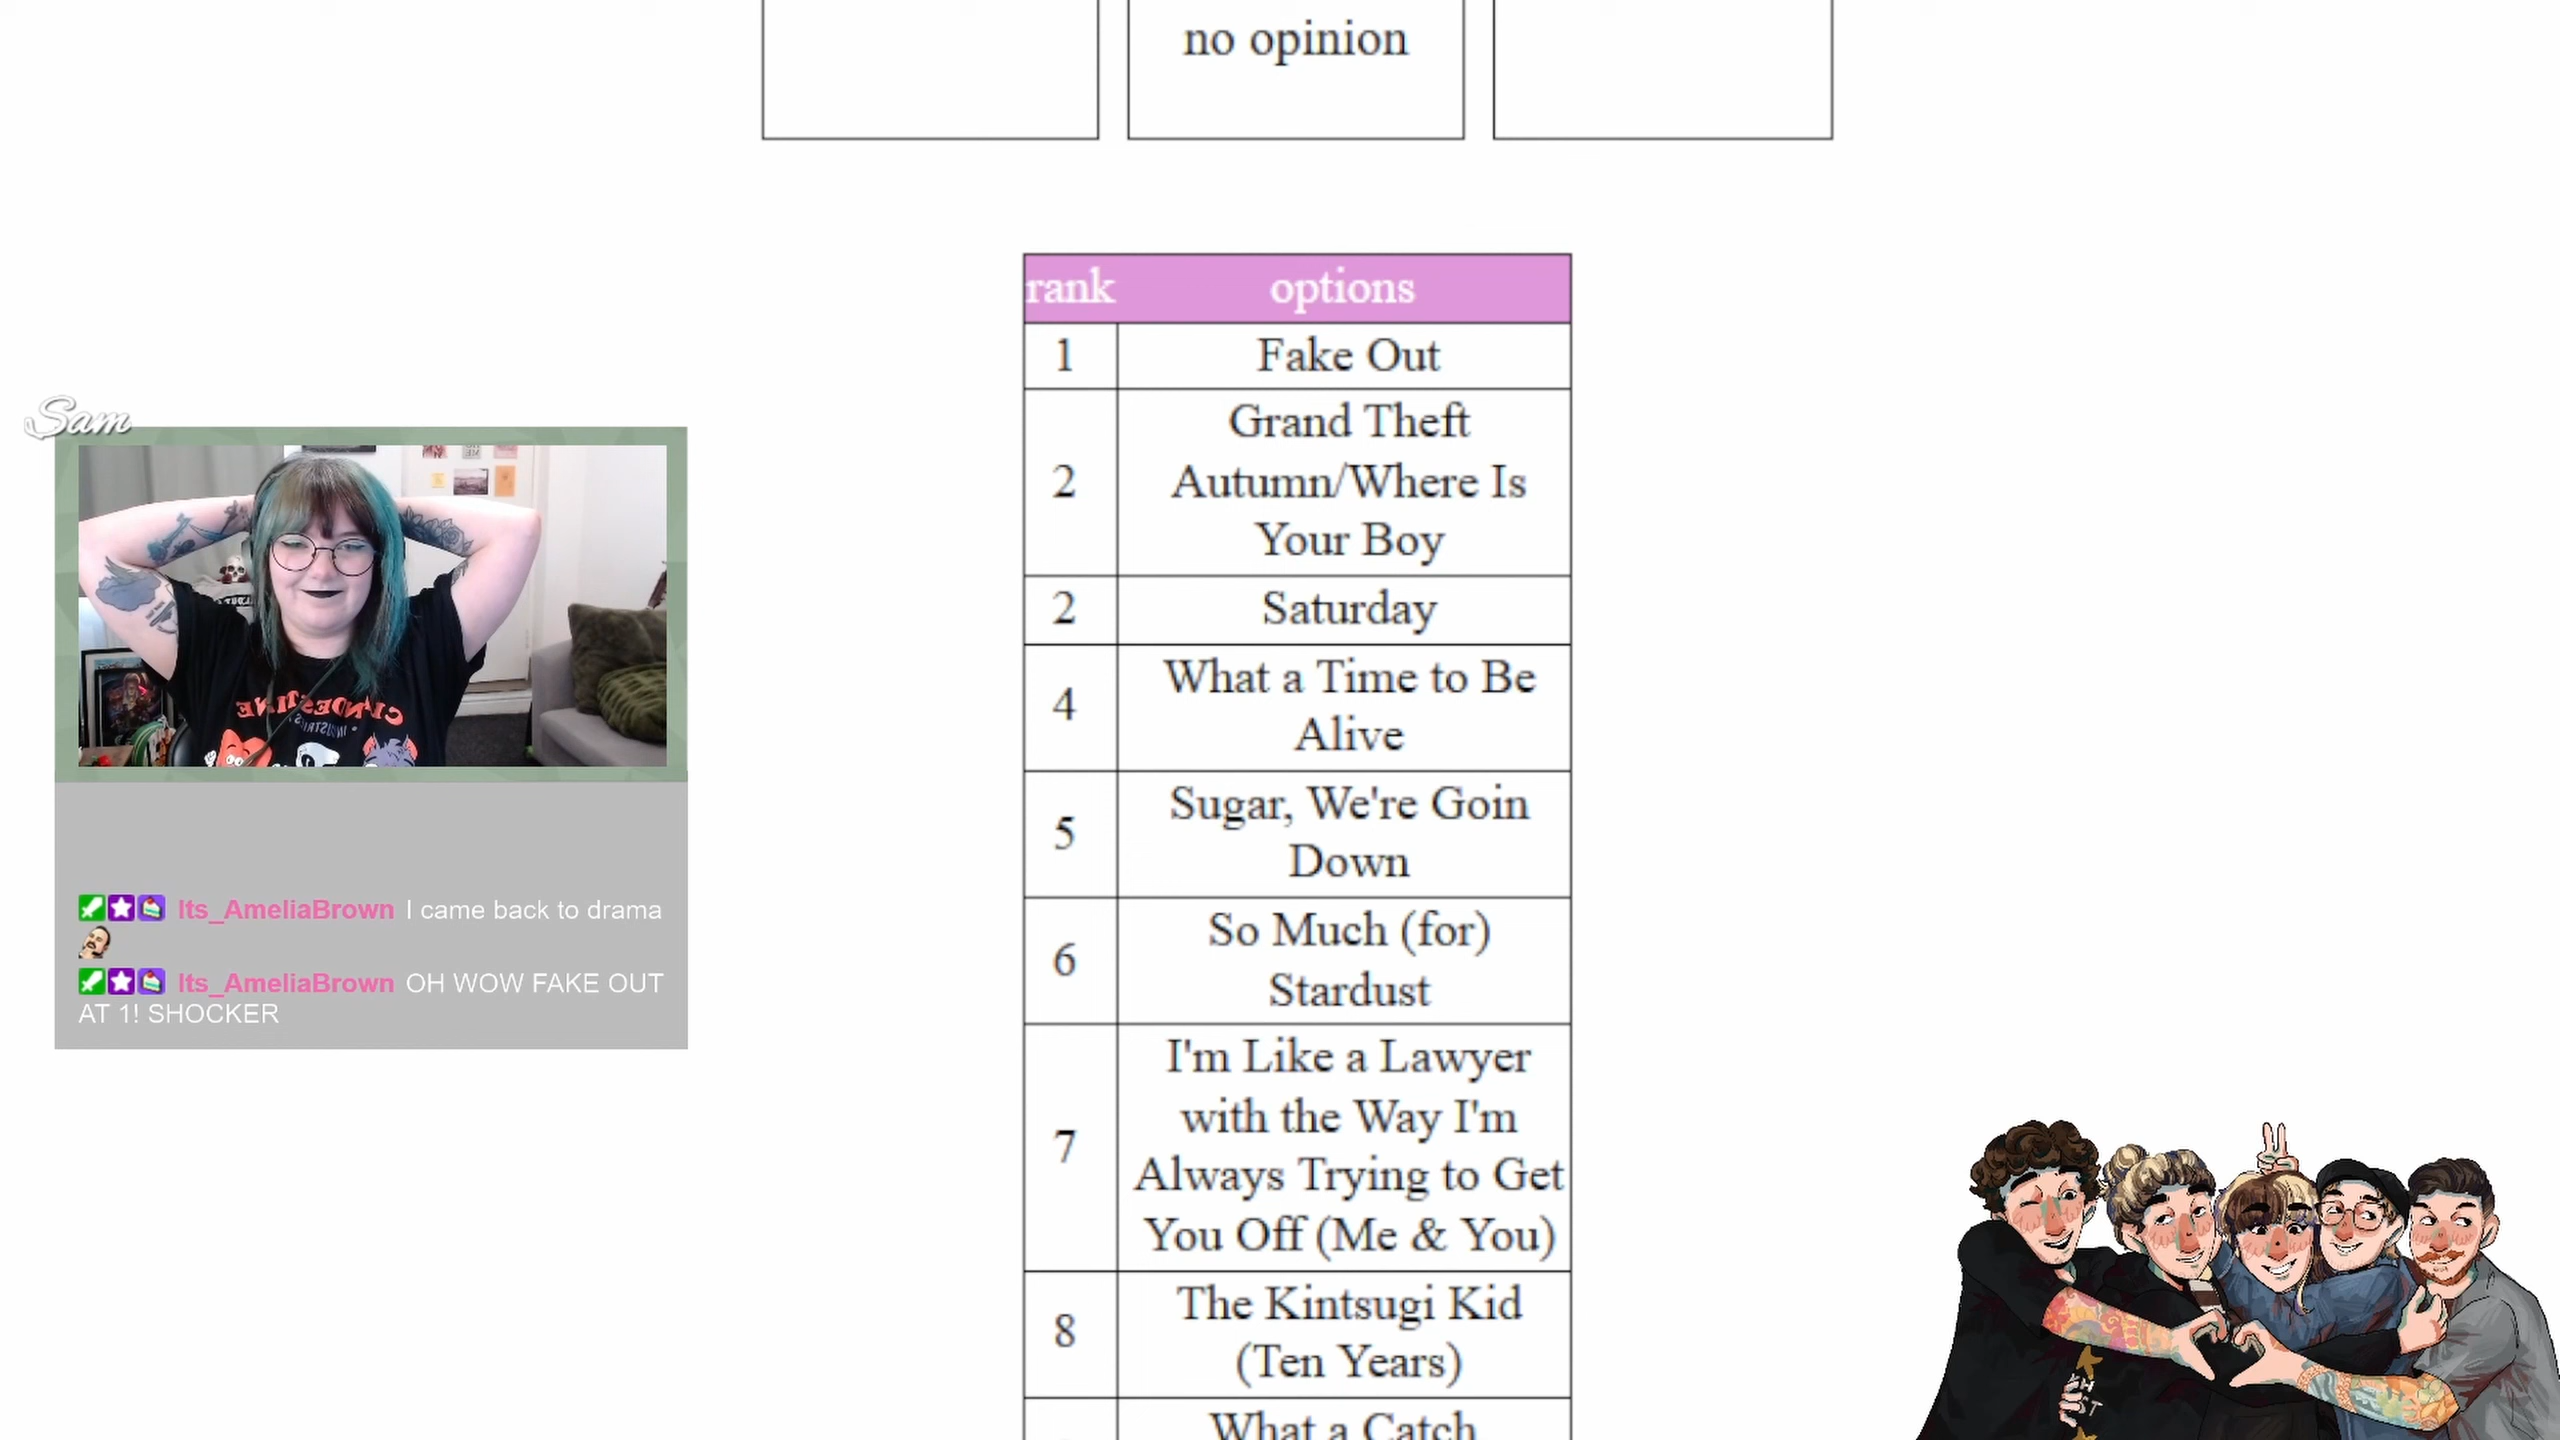 no opinion
rank options
1 Fake Out
Grand Theft
2 Autumn/Where Is
Your Boy
2 Saturday
What a Time to Be
4
Alive
Sugar, We're Goin
5
Down
So Much (for)
6
Stardust
I'm Like a Lawyer
with the Way I'm
7
Always Trying to Get
You Off (Me & You)
The Kintsugi Kid
8
(Ten Years)
What a Catch
Sam
CLANDESTINE
INDUSTRIES
Its_AmeliaBrown I came back to drama
Its_AmeliaBrown OH WOW FAKE OUT
AT 1! SHOCKER